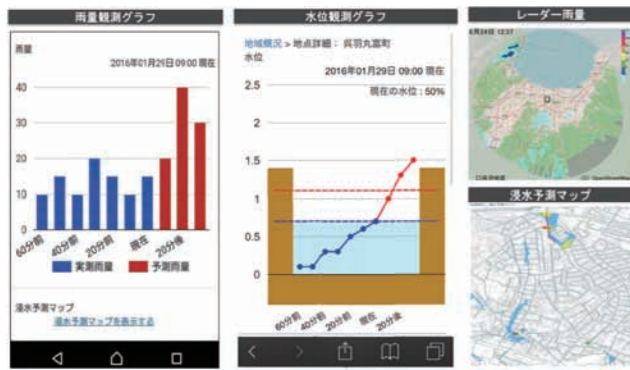 雨量観測グラフ
雨量
2016年01月29日 09:00 現在
40
30
20
10
0
60分前
40分前
20分前
現在
20分後
実測雨量
予測雨量
浸水予測マップ
浸水予測マップを表示する
水位観測グラフ
地域概況 > 地点詳細： 呉羽丸富町
水位
2016年01月29日 09:00 現在
現在の水位 : 50%
2.5
2
1.5
1
0.5
0
60分前
40分前
20分前
現在
20分後
レーダー雨量
浸水予測マップ